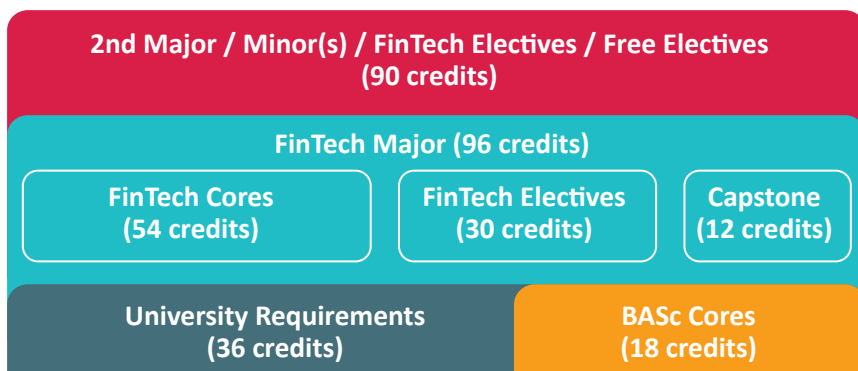 2nd Major / Minor(s) / FinTech Electives / Free Electives
(90 credits)
FinTech Major (96 credits)
FinTech Cores
(54 credits)
FinTech Electives
(30 credits)
Capstone
(12 credits)
University Requirements
(36 credits)
BASc Cores
(18 credits)